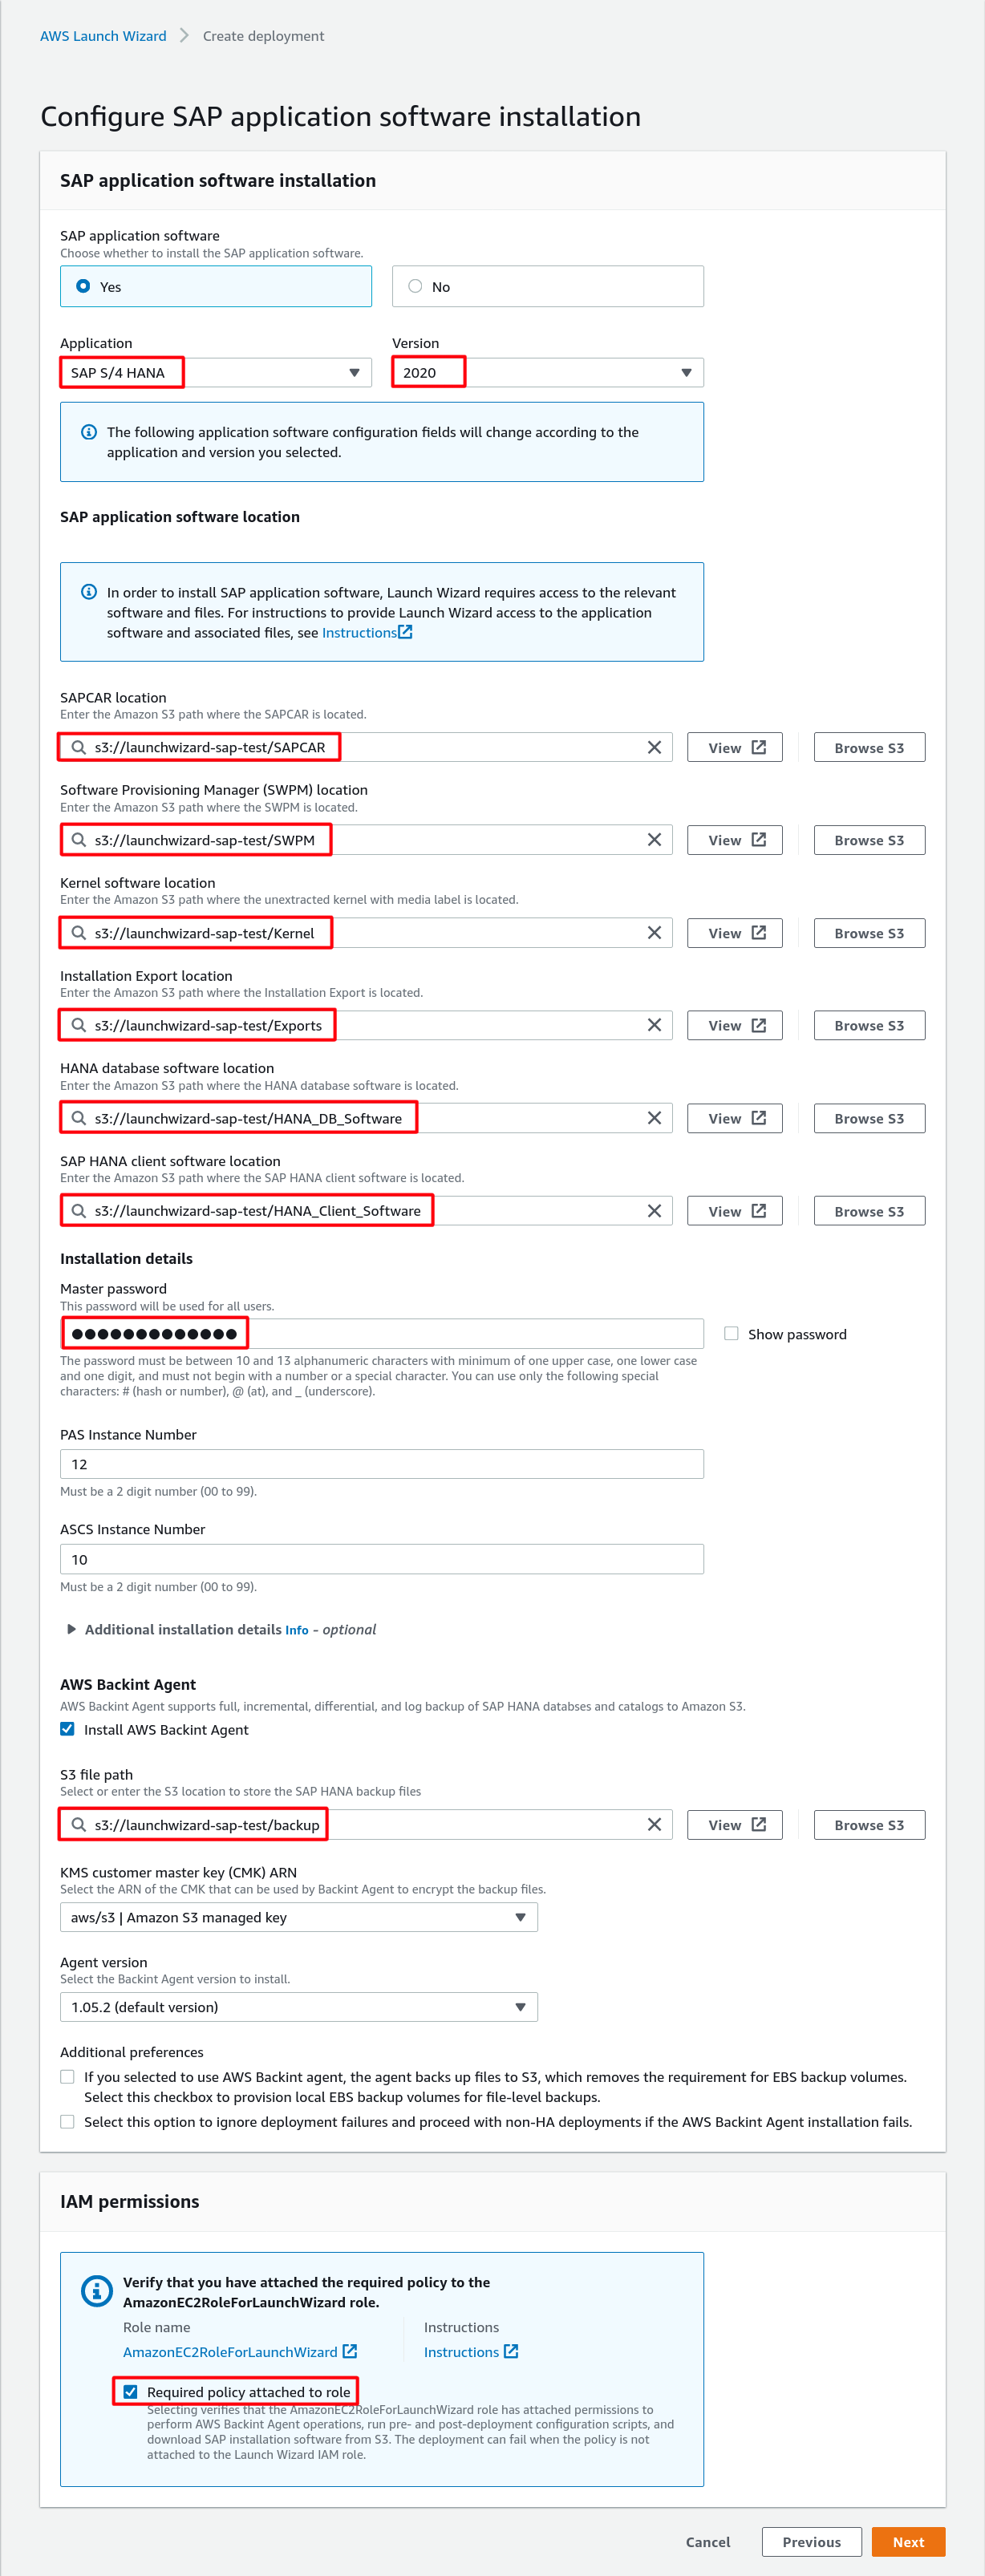 AWS Launch Wizard > Create deployment
Configure SAP application software installation
SAP application software installation
SAP application software
Choose whether to install the SAP application software.
Yes No
Application Version
SAP S/4 HANA 2020
The following application software configuration fields will change according to the
application and version you selected.
SAP application software location
In order to install SAP application software, Launch Wizard requires access to the relevant
software and files. For instructions to provide Launch Wizard access to the application
software and associated files, see Instructions
SAPCAR location
Enter the Amazon S3 path where the SAPCAR is located.
s3://launchwizard-sap-test/SAPCAR View Browse S3
Software Provisioning Manager (SWPM) location
Enter the Amazon S3 path where the SWPM is located.
s3://launchwizard-sap-test/SWPM View Browse S3
Kernel software location
Enter the Amazon S3 path where the unextracted kernel with media label is located.
s3://launchwizard-sap-test/Kernel View Browse S3
Installation Export location
Enter the Amazon S3 path where the Installation Export is located.
s3://launchwizard-sap-test/Exports View Browse S3
HANA database software location
Enter the Amazon S3 path where the HANA database software is located.
s3://launchwizard-sap-test/HANA_DB_Software View Browse S3
SAP HANA client software location
Enter the Amazon S3 path where the SAP HANA client software is located.
s3://launchwizard-sap-test/HANA_Client_Software View Browse S3
Installation details
Master password
This password will be used for all users.
●●●●●●●●●●●●● Show password
The password must be between 10 and 13 alphanumeric characters with minimum of one upper case, one lower case
and one digit, and must not begin with a number or a special character. You can use only the following special
characters: # (hash or number), @ (at), and _ (underscore).
PAS Instance Number
12
Must be a 2 digit number (00 to 99).
ASCS Instance Number
10
Must be a 2 digit number (00 to 99).
Additional installation details Info - optional
AWS Backint Agent
AWS Backint Agent supports full, incremental, differential, and log backup of SAP HANA databses and catalogs to Amazon S3.
Install AWS Backint Agent
S3 file path
Select or enter the S3 location to store the SAP HANA backup files
s3://launchwizard-sap-test/backup View Browse S3
KMS customer master key (CMK) ARN
Select the ARN of the CMK that can be used by Backint Agent to encrypt the backup files.
aws/s3 | Amazon S3 managed key
Agent version
Select the Backint Agent version to install.
1.05.2 (default version)
Additional preferences
If you selected to use AWS Backint agent, the agent backs up files to S3, which removes the requirement for EBS backup volumes.
Select this checkbox to provision local EBS backup volumes for file-level backups.
Select this option to ignore deployment failures and proceed with non-HA deployments if the AWS Backint Agent installation fails.
IAM permissions
Verify that you have attached the required policy to the
AmazonEC2RoleForLaunchWizard role.
Role name Instructions
AmazonEC2RoleForLaunchWizard Instructions
Required policy attached to role
Selecting verifies that the AmazonEC2RoleForLaunchWizard role has attached permissions to
perform AWS Backint Agent operations, run pre- and post-deployment configuration scripts, and
download SAP installation software from S3. The deployment can fail when the policy is not
attached to the Launch Wizard IAM role.
Cancel Previous Next